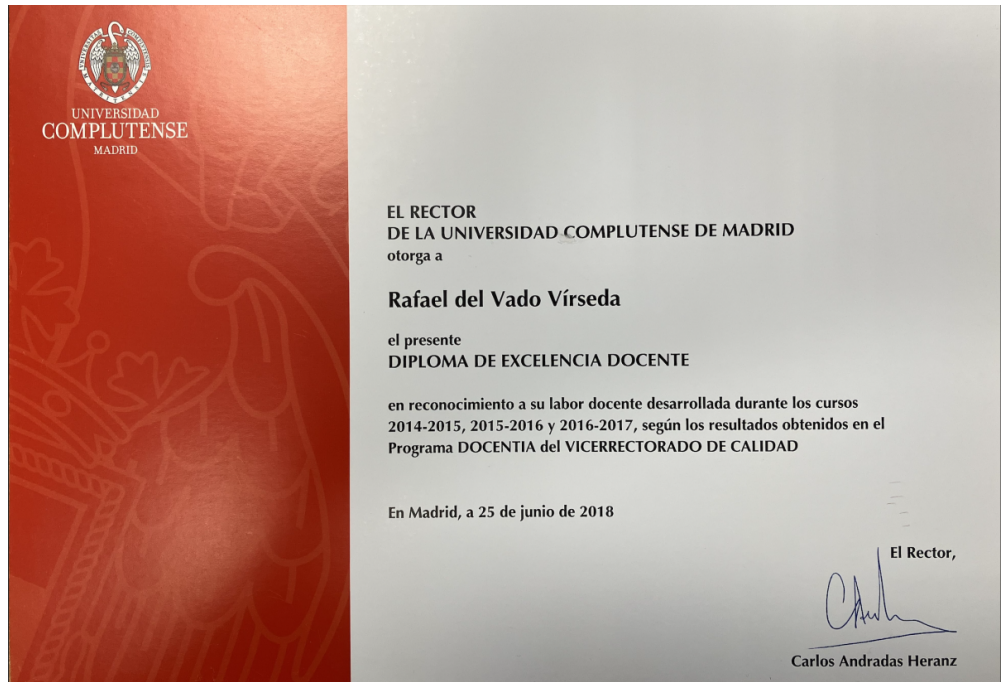 UNIVERSIDAD
COMPLUTENSE
MADRID
EL RECTOR
DE LA UNIVERSIDAD COMPLUTENSE DE MADRID
otorga a
Rafael del Vado Vírseda
el presente
DIPLOMA DE EXCELENCIA DOCENTE
en reconocimiento a su labor docente desarrollada durante los cursos
2014-2015, 2015-2016 y 2016-2017, según los resultados obtenidos en el
Programa DOCENTIA del VICERRECTORADO DE CALIDAD
En Madrid, a 25 de junio de 2018
El Rector,
Carlos Andradas Heranz